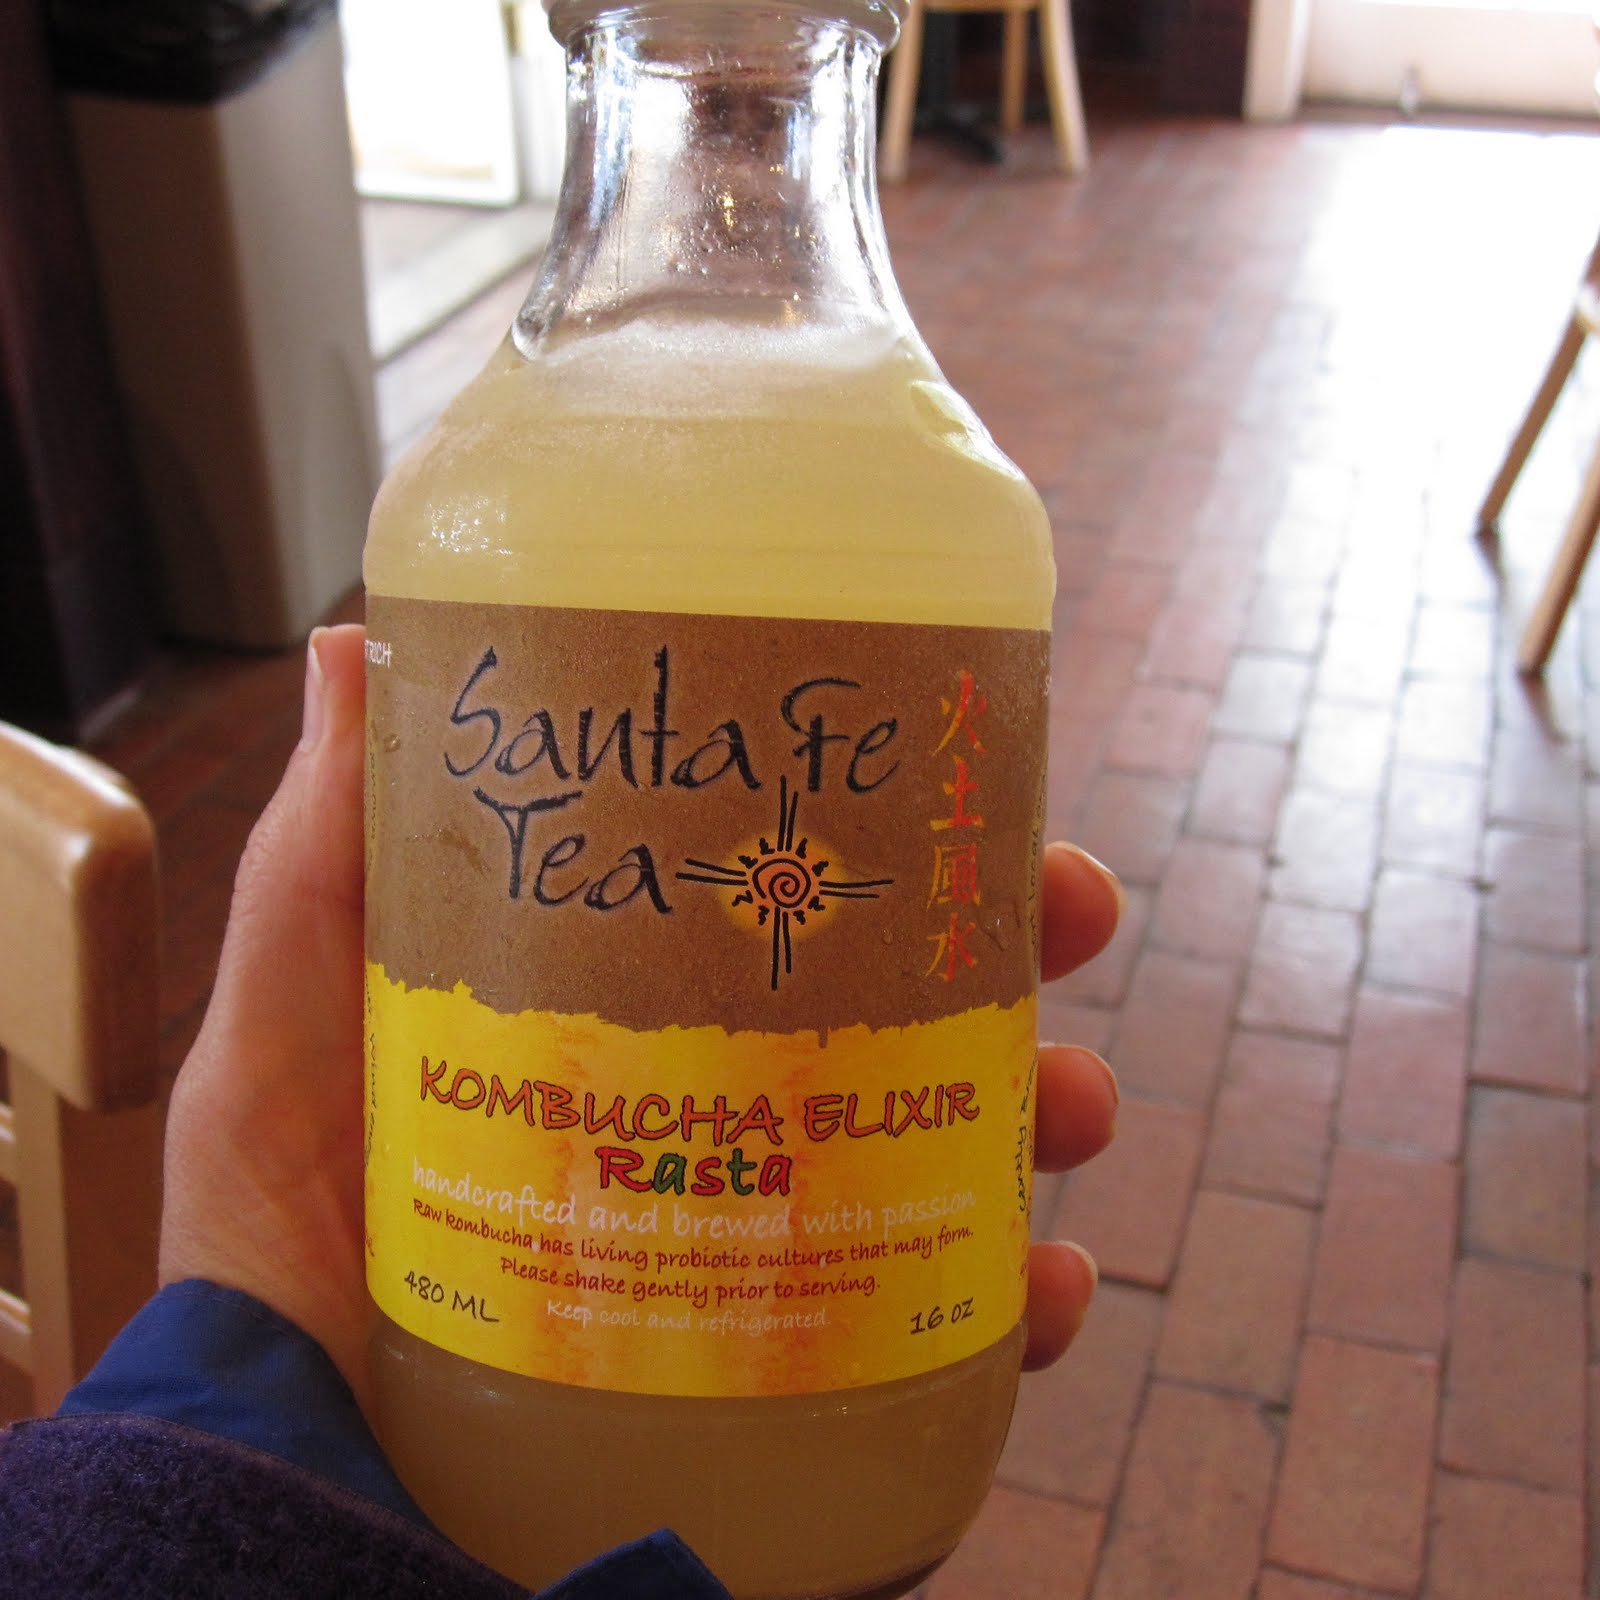 Santa Fe
Tea
火土風水
KOMBUCHA ELIXIR
Rasta
handcrafted and brewed with passion
Raw kombucha has living probiotic cultures that may form.
Please shake gently prior to serving.
Keep cool and refrigerated.
480 ML
16 OZ